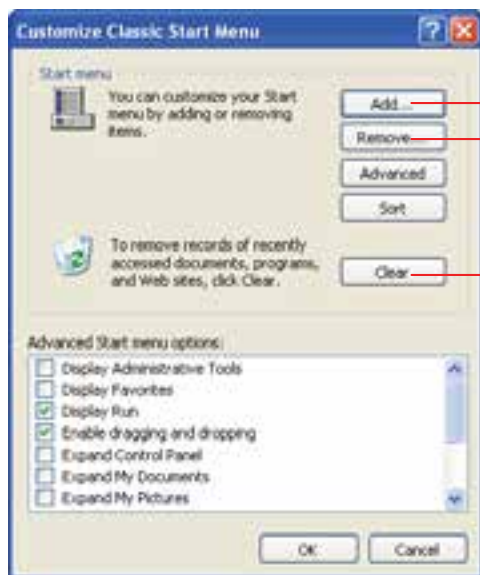 Customize Classic Start Menu
Start menu
You can customize your Start
menu by adding or removing
items.
Add...
Remove...
Advanced
Sort
To remove records of recently
accessed documents, programs,
and Web sites, click Clear.
Clear
Advanced Start menu options:
Display Administrative Tools
Display Favorites
Display Run
Enable dragging and dropping
Expand Control Panel
Expand My Documents
Expand My Pictures
OK
Cancel